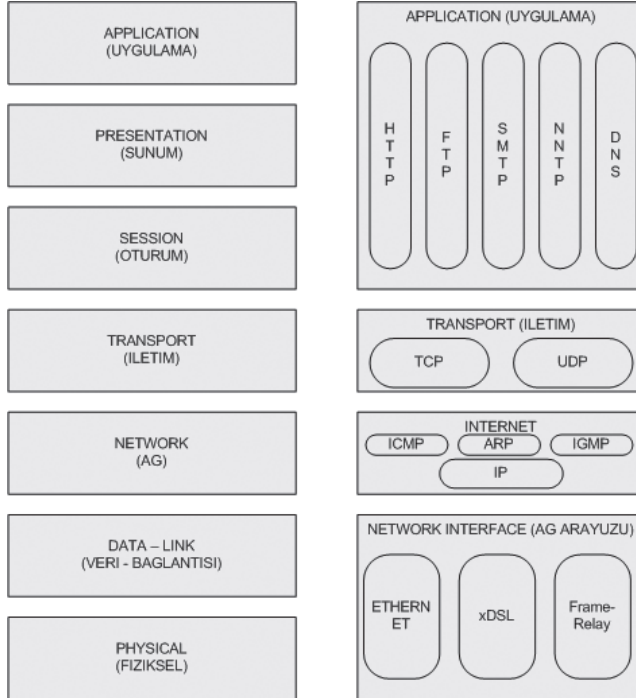 APPLICATION
(UYGULAMA)
PRESENTATION
(SUNUM)
SESSION
(OTURUM)
TRANSPORT
(ILETIM)
NETWORK
(AG)
DATA – LINK
(VERI - BAGLANTISI)
PHYSICAL
(FIZIKSEL)
APPLICATION (UYGULAMA)
HTTP
FTP
SMTP
NNTP
DNS
TRANSPORT (ILETIM)
TCP
UDP
INTERNET
ICMP
ARP
IGMP
IP
NETWORK INTERFACE (AG ARAYUZU)
ETHERN
ET
xDSL
Frame-
Relay